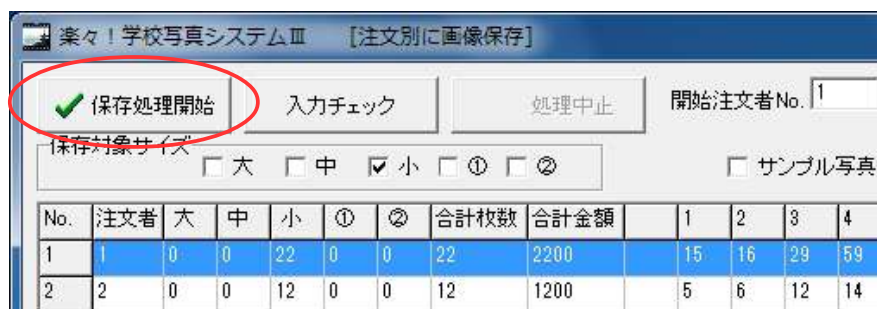 楽々！学校写真システムⅢ [注文別に画像保存]
保存処理開始 入力チェック 処理中止 開始注文者No. 1
保存対象サイズ
大 中 小 ① ② サンプル写真
No. 注文者 大 中 小 ① ② 合計枚数 合計金額 1 2 3 4
1 1 0 0 22 0 0 22 2200 15 16 29 59
2 2 0 0 12 0 0 12 1200 5 6 12 14